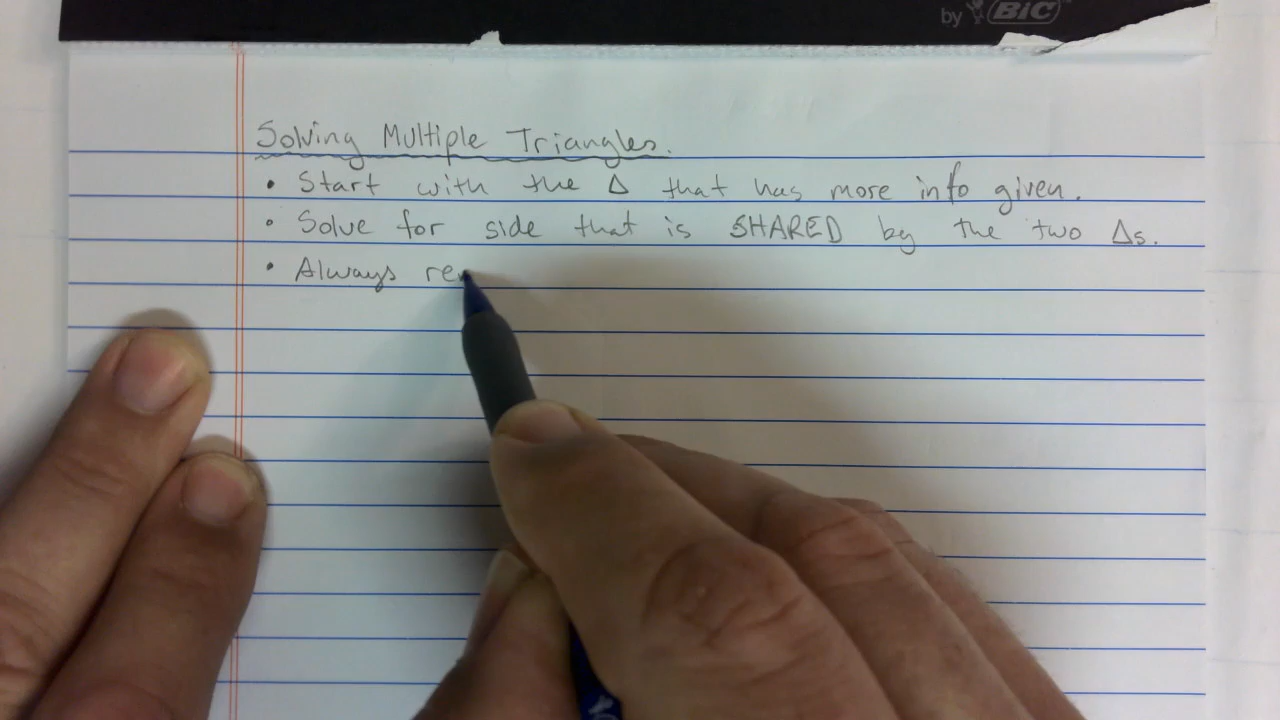 by BIC
Solving Multiple Triangles.
• Start with the Δ that has more info given.
• Solve for side that is SHARED by the two Δs.
• Always re